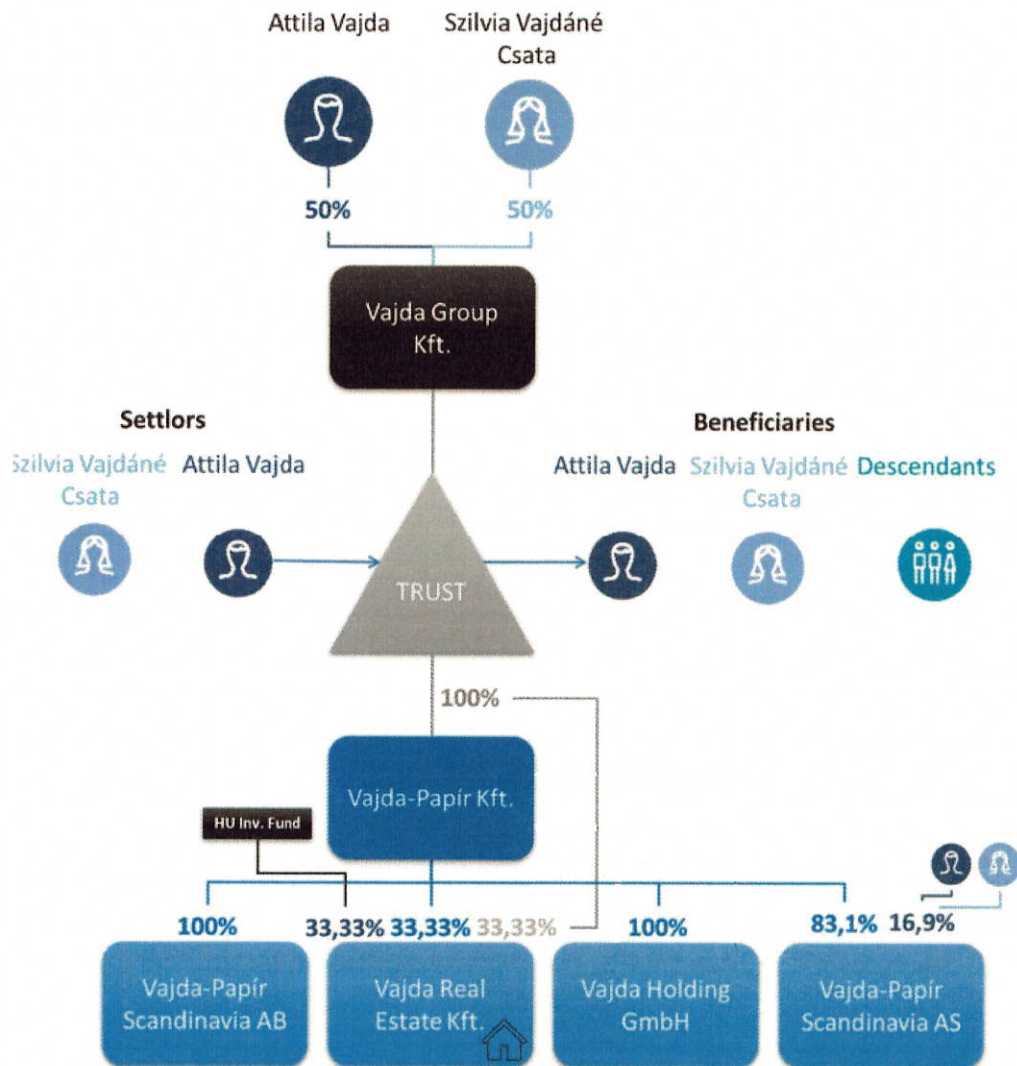 Attila Vajda
Szilvia Vajdáné
Csata
50%
50%
Vajda Group
Kft.
Settlors
Szilvia Vajdáné
Csata
Attila Vajda
Beneficiaries
Attila Vajda
Szilvia Vajdáné
Csata
Descendants
TRUST
100%
Vajda-Papír Kft.
HU Inv. Fund
100%
33,33%
33,33%
33,33%
100%
83,1%
16,9%
Vajda-Papír
Scandinavia AB
Vajda Real
Estate Kft.
Vajda Holding
GmbH
Vajda-Papír
Scandinavia AS